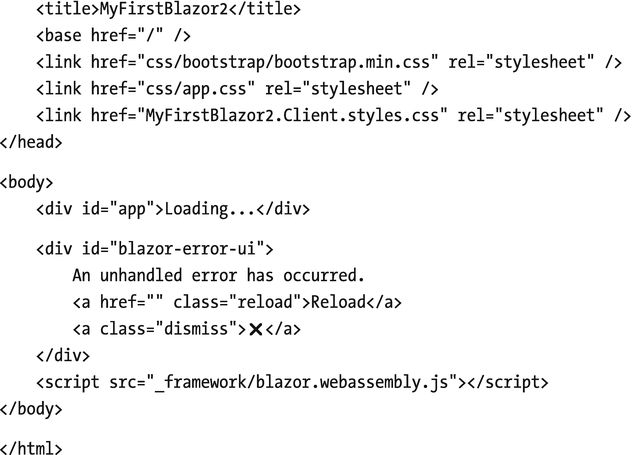 <title>MyFirstBlazor2</title>
<base href="/" />
<link href="css/bootstrap/bootstrap.min.css" rel="stylesheet" />
<link href="css/app.css" rel="stylesheet" />
<link href="MyFirstBlazor2.Client.styles.css" rel="stylesheet" />
</head>
<body>
<div id="app">Loading...</div>
<div id="blazor-error-ui">
An unhandled error has occurred.
<a href="" class="reload">Reload</a>
<a class="dismiss">🗙</a>
</div>
<script src="_framework/blazor.webassembly.js"></script>
</body>
</html>